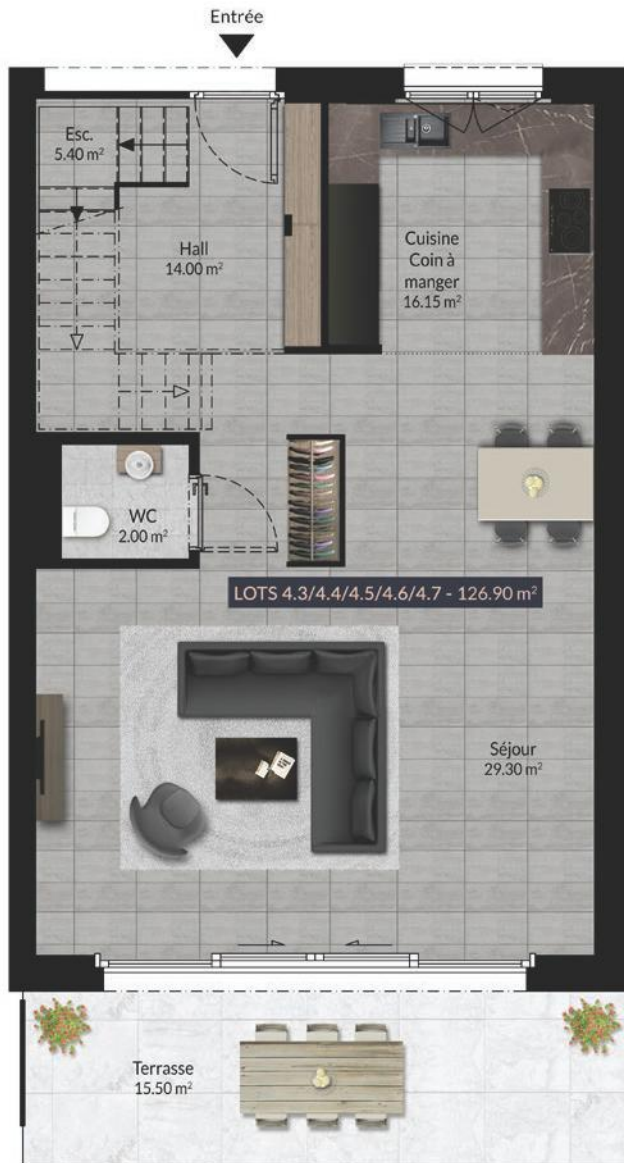 Entrée
Esc.
5.40 m²
Hall
14.00 m²
Cuisine
Coin à
manger
16.15 m²
WC
2.00 m²
LOTS 4.3/4.4/4.5/4.6/4.7 - 126.90 m²
Séjour
29.30 m²
Terrasse
15.50 m²